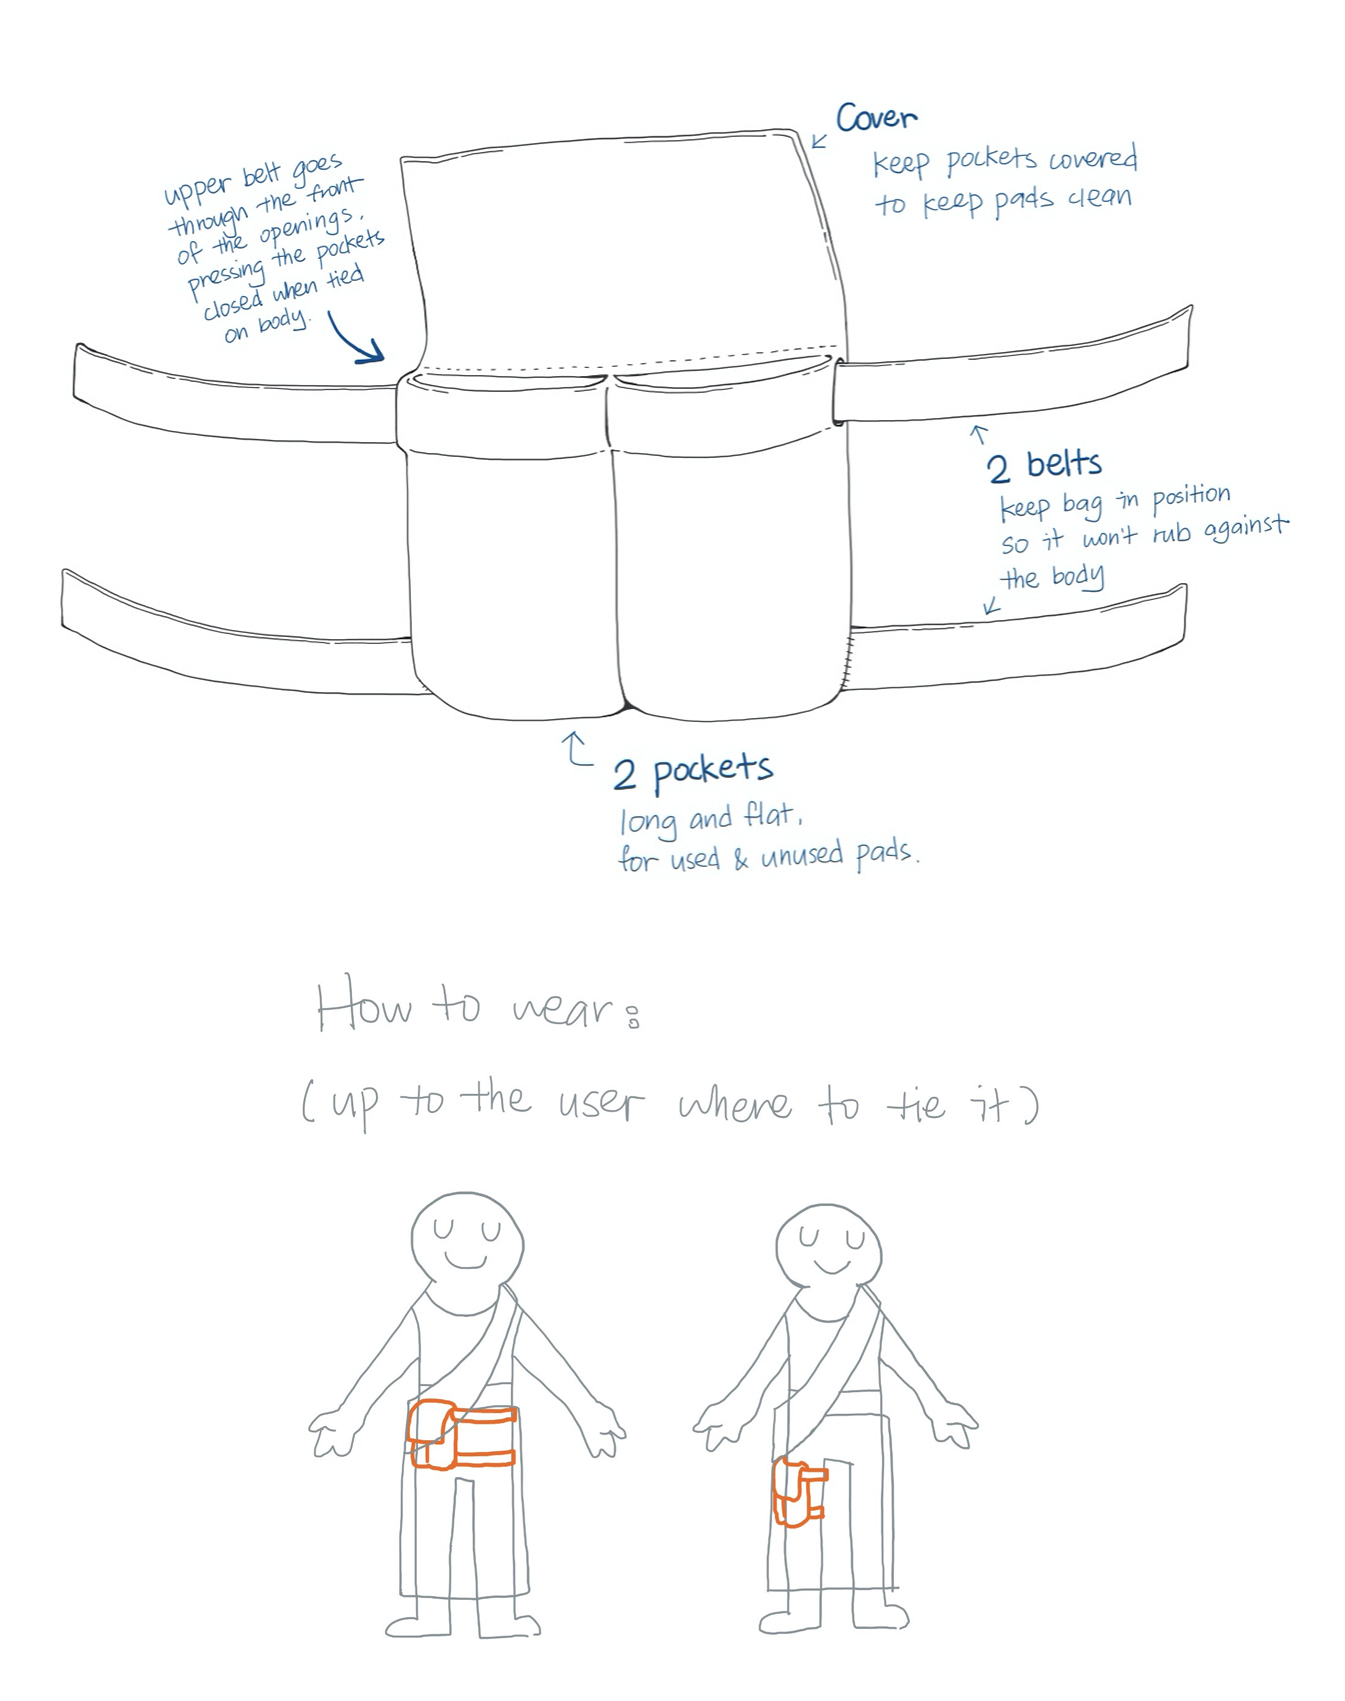 Cover
keep pockets covered
to keep pads clean
upper belt goes
through the front
of the openings,
pressing the pockets
closed when tied
on body.
2 belts
keep bag in position
so it won't rub against
the body
2 pockets
long and flat,
for used & unused pads.
How to wear:
(up to the user where to tie it)